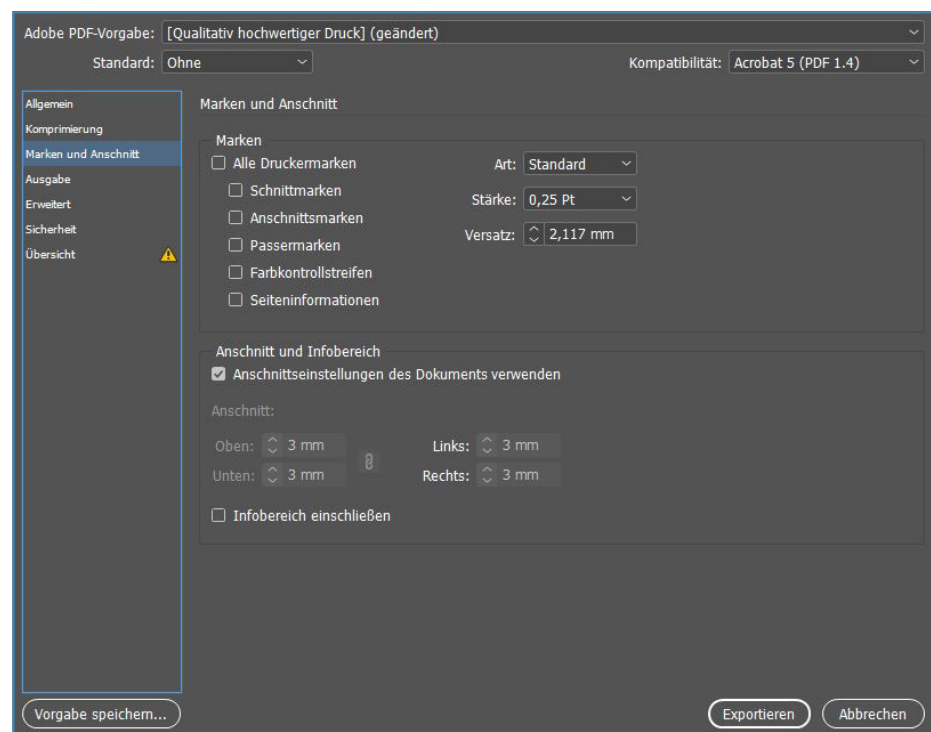 Adobe PDF-Vorgabe: [Qualitativ hochwertiger Druck] (geändert)
Standard: Ohne Kompatibilität: Acrobat 5 (PDF 1.4)
Allgemein
Komprimierung
Marken und Anschnitt
Ausgabe
Erweitert
Sicherheit
Übersicht
Marken und Anschnitt
Marken
Alle Druckermarken
Schnittmarken
Anschnittsmarken
Passermarken
Farbkontrollstreifen
Seiteninformationen
Art: Standard
Stärke: 0,25 Pt
Versatz: 2,117 mm
Anschnitt und Infobereich
Anschnittseinstellungen des Dokuments verwenden
Anschnitt:
Oben: 3 mm Links: 3 mm
Unten: 3 mm Rechts: 3 mm
Infobereich einschließen
Vorgabe speichern... Exportieren Abbrechen